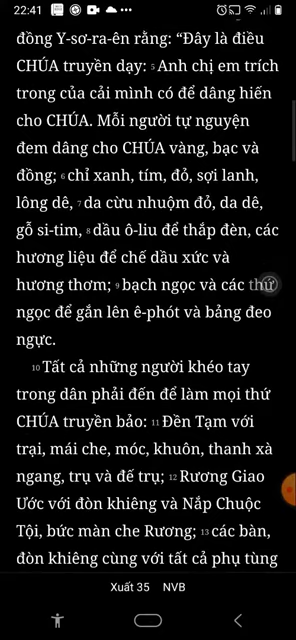 22:41
đồng Y-sơ-ra-ên rằng: “Đây là điều
CHÚA truyền dạy: 5 Anh chị em trích
trong của cải mình có để dâng hiến
cho CHÚA. Mỗi người tự nguyện
đem dâng cho CHÚA vàng, bạc và
đồng; 6 chỉ xanh, tím, đỏ, sợi lanh,
lông dê, 7 da cừu nhuộm đỏ, da dê,
gỗ si-tim, 8 dầu ô-liu để thắp đèn, các
hương liệu để chế dầu xức và
hương thơm; 9 bạch ngọc và các thứ
ngọc để gắn lên ê-phót và bảng đeo
ngực.
10 Tất cả những người khéo tay
trong dân phải đến để làm mọi thứ
CHÚA truyền bảo: 11 Đền Tạm với
trại, mái che, móc, khuôn, thanh xà
ngang, trụ và đế trụ; 12 Rương Giao
Ước với đòn khiêng và Nắp Chuộc
Tội, bức màn che Rương; 13 các bàn,
đòn khiêng cùng với tất cả phụ tùng
Xuất 35 NVB